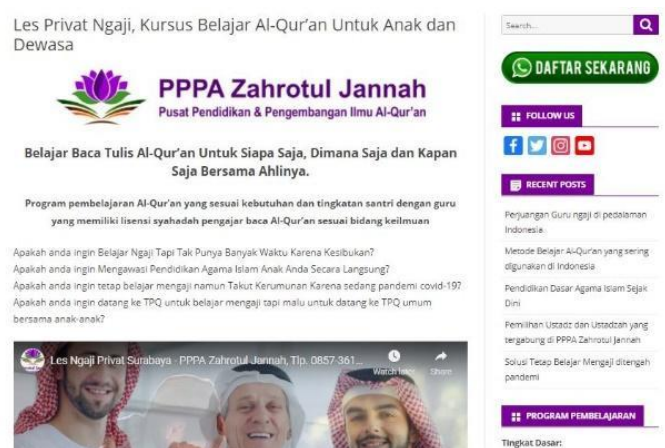 Les Privat Ngaji, Kursus Belajar Al-Qur'an Untuk Anak dan
Dewasa
PPPA Zahrotul Jannah
Pusat Pendidikan & Pengembangan Ilmu Al-Qur'an
Belajar Baca Tulis Al-Qur'an Untuk Siapa Saja, Dimana Saja dan Kapan
Saja Bersama Ahlinya.
Program pembelajaran Al-Qur'an yang sesuai kebutuhan dan tingkatan santri dengan guru
yang memiliki lisensi syahadah pengajar baca Al-Qur'an sesuai bidang keilmuan
Apakah anda ingin Belajar Ngaji Tapi Tak Punya Banyak Waktu Karena Kesibukan?
Apakah anda ingin Mengawasi Pendidikan Agama Islam Anak Anda Secara Langsung?
Apakah anda ingin tetap belajar mengaji namun Takut Kerumunan Karena sedang pandemi covid-19?
Apakah anda ingin datang ke TPQ untuk belajar mengaji tapi malu untuk datang ke TPQ umum
bersama anak-anak?
Les Ngaji Privat Surabaya - PPPA Zahrotul Jannah, Tlp. 0857-361...
Watch later
Share
Search...
DAFTAR SEKARANG
FOLLOW US
RECENT POSTS
Perjuangan Guru ngaji di pedalaman
Indonesia
Metode Belajar Al-Qur'an yang sering
digunakan di Indonesia
Pendidikan Dasar Agama Islam Sejak
Dini
Pemilihan Ustadz dan Ustadzah yang
tergabung di PPPA Zahrotul Jannah
Solusi Tetap Belajar Mengaji ditengah
pandemi
PROGRAM PEMBELAJARAN
Tingkat Dasar: